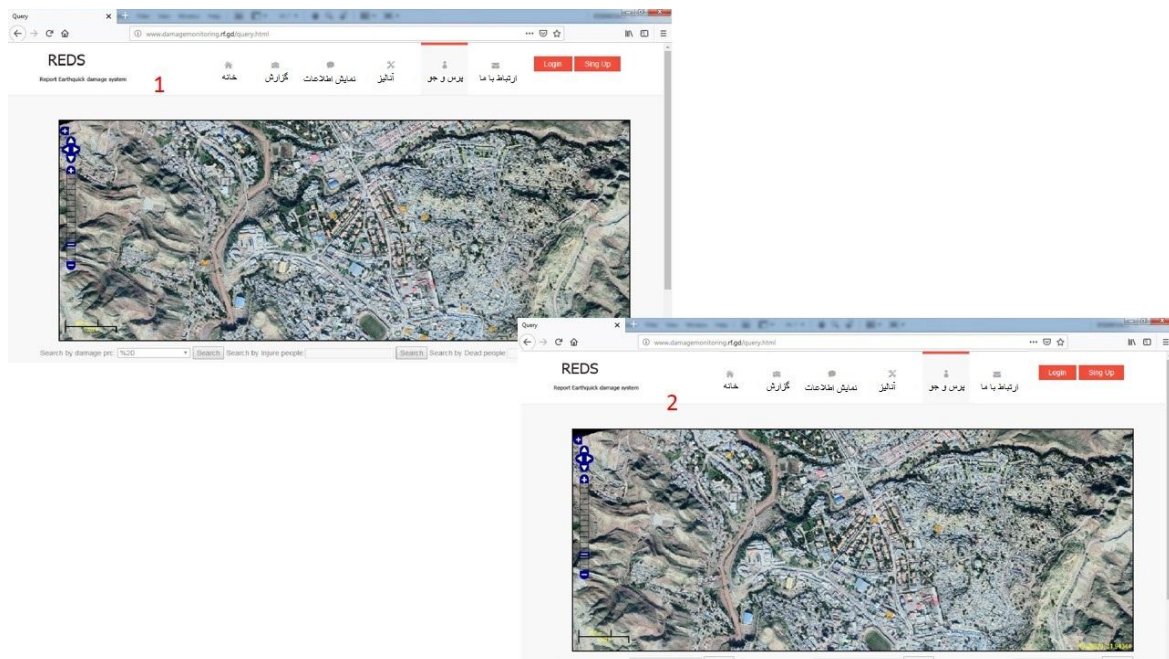 Query
www.damagemonitoring.rf.gd/query.html
REDS
Report Earthquick damage system
1
خانه
گزارش
نمایش اطلاعات
آنالیز
پرس و جو
ارتباط با ما
Login
Sing Up
Search by damage prc: %20 Search Search by Injure people: Search Search by Dead people:
Query
www.damagemonitoring.rf.gd/query.html
REDS
Report Earthquick damage system
2
خانه
گزارش
نمایش اطلاعات
آنالیز
پرس و جو
ارتباط با ما
Login
Sing Up